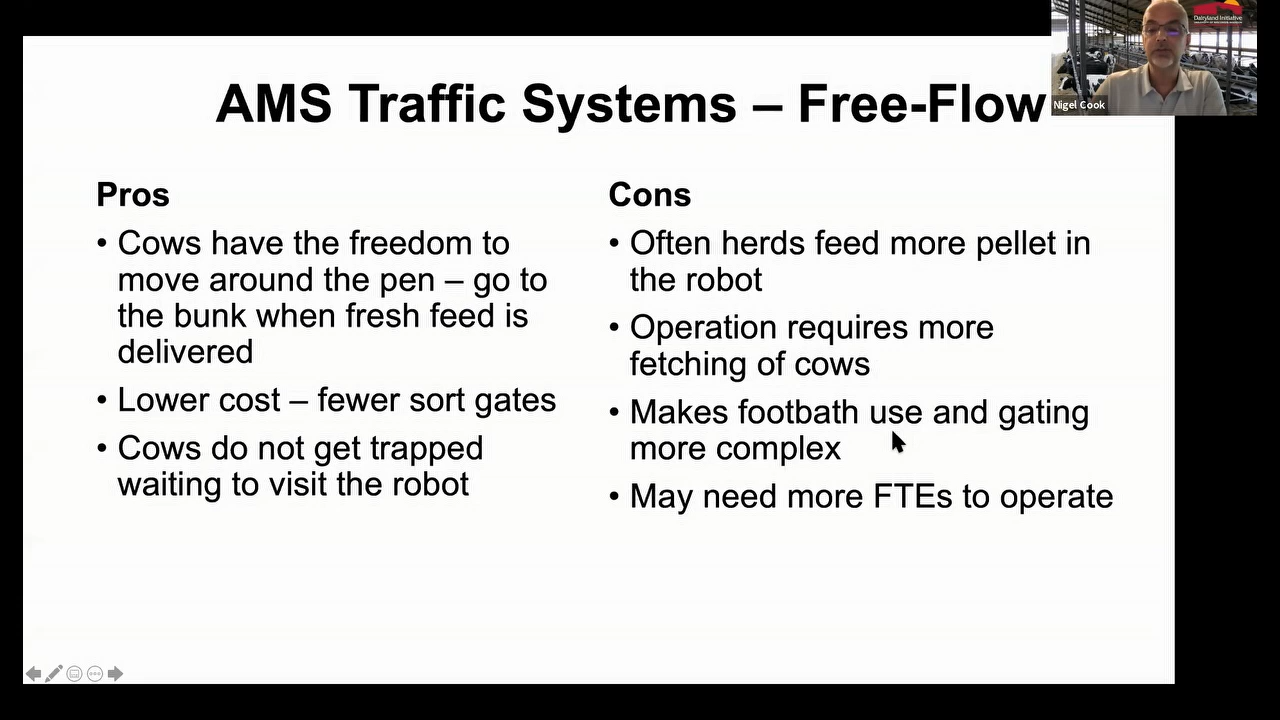 Dairyland Initiative
Nigel Cook
AMS Traffic Systems – Free-Flow
Pros
• Cows have the freedom to
move around the pen – go to
the bunk when fresh feed is
delivered
• Lower cost – fewer sort gates
• Cows do not get trapped
waiting to visit the robot
Cons
• Often herds feed more pellet in
the robot
• Operation requires more
fetching of cows
• Makes footbath use and gating
more complex
• May need more FTEs to operate